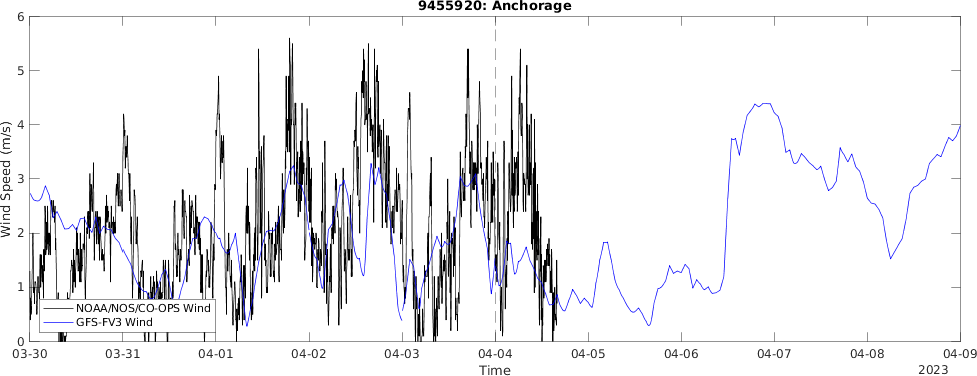 9455920: Anchorage
6
5
4
3
2
1
0
Wind Speed (m/s)
NOAA/NOS/CO-OPS Wind
GFS-FV3 Wind
03-30 03-31 04-01 04-02 04-03 04-04 04-05 04-06 04-07 04-08 04-09
Time
2023